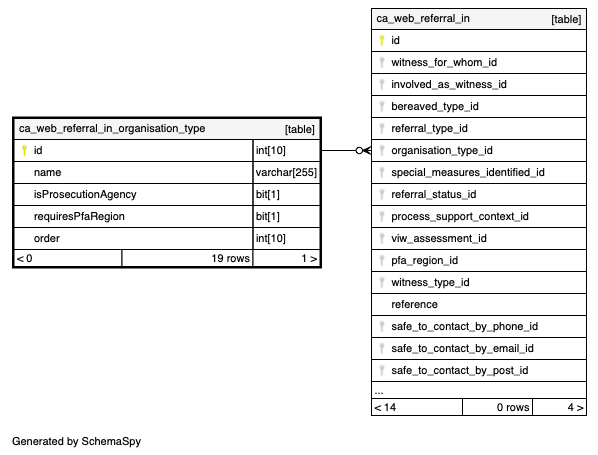 ca_web_referral_in [table]
id
witness_for_whom_id
involved_as_witness_id
bereaved_type_id
referral_type_id
organisation_type_id
special_measures_identified_id
referral_status_id
process_support_context_id
viw_assessment_id
pfa_region_id
witness_type_id
reference
safe_to_contact_by_phone_id
safe_to_contact_by_email_id
safe_to_contact_by_post_id
...
< 14 0 rows 4 >
ca_web_referral_in_organisation_type [table]
id int[10]
name varchar[255]
isProsecutionAgency bit[1]
requiresPfaRegion bit[1]
order int[10]
< 0 19 rows 1 >
Generated by SchemaSpy